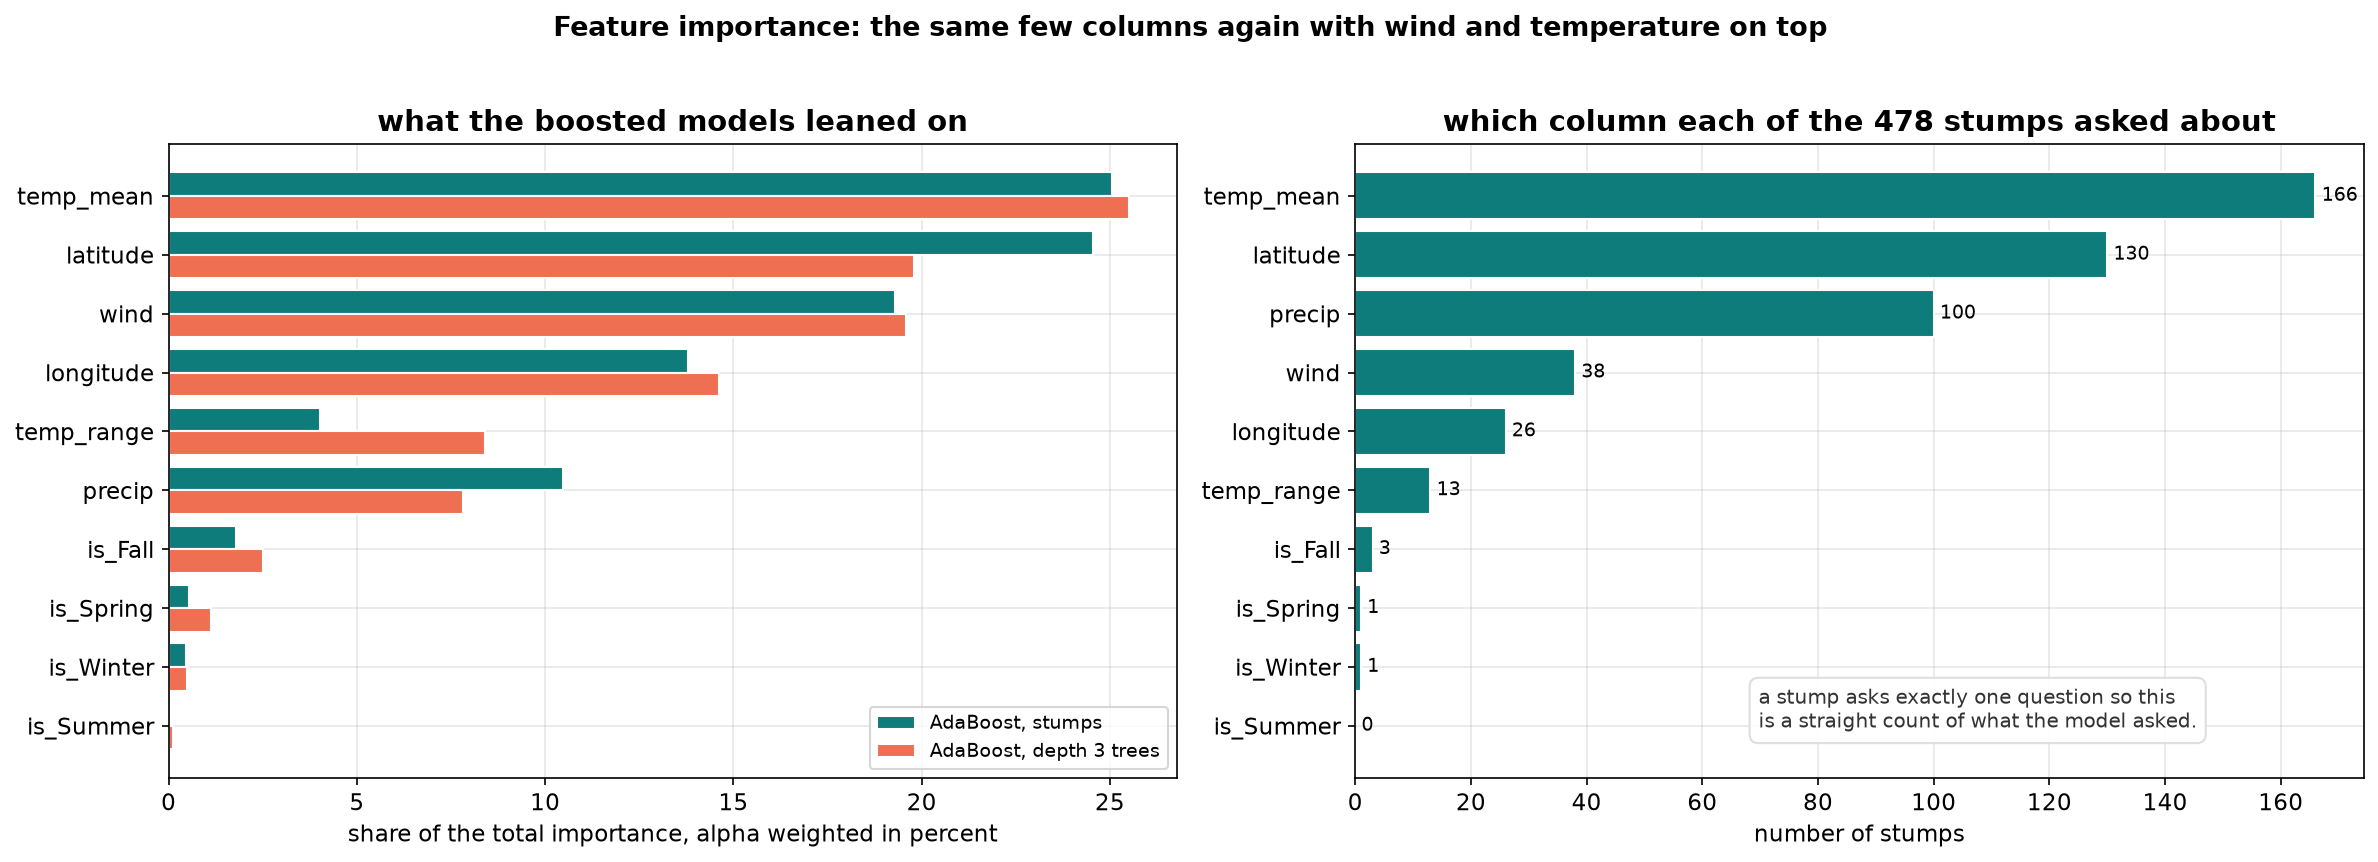 Feature importance: the same few columns again with wind and temperature on top
what the boosted models leaned on
temp_mean
latitude
wind
longitude
temp_range
precip
is_Fall
is_Spring
is_Winter
is_Summer
AdaBoost, stumps
AdaBoost, depth 3 trees
0 5 10 15 20 25
share of the total importance, alpha weighted in percent
which column each of the 478 stumps asked about
temp_mean 166
latitude 130
precip 100
wind 38
longitude 26
temp_range 13
is_Fall 3
is_Spring 1
is_Winter 1
is_Summer 0
a stump asks exactly one question so this
is a straight count of what the model asked.
0 20 40 60 80 100 120 140 160
number of stumps